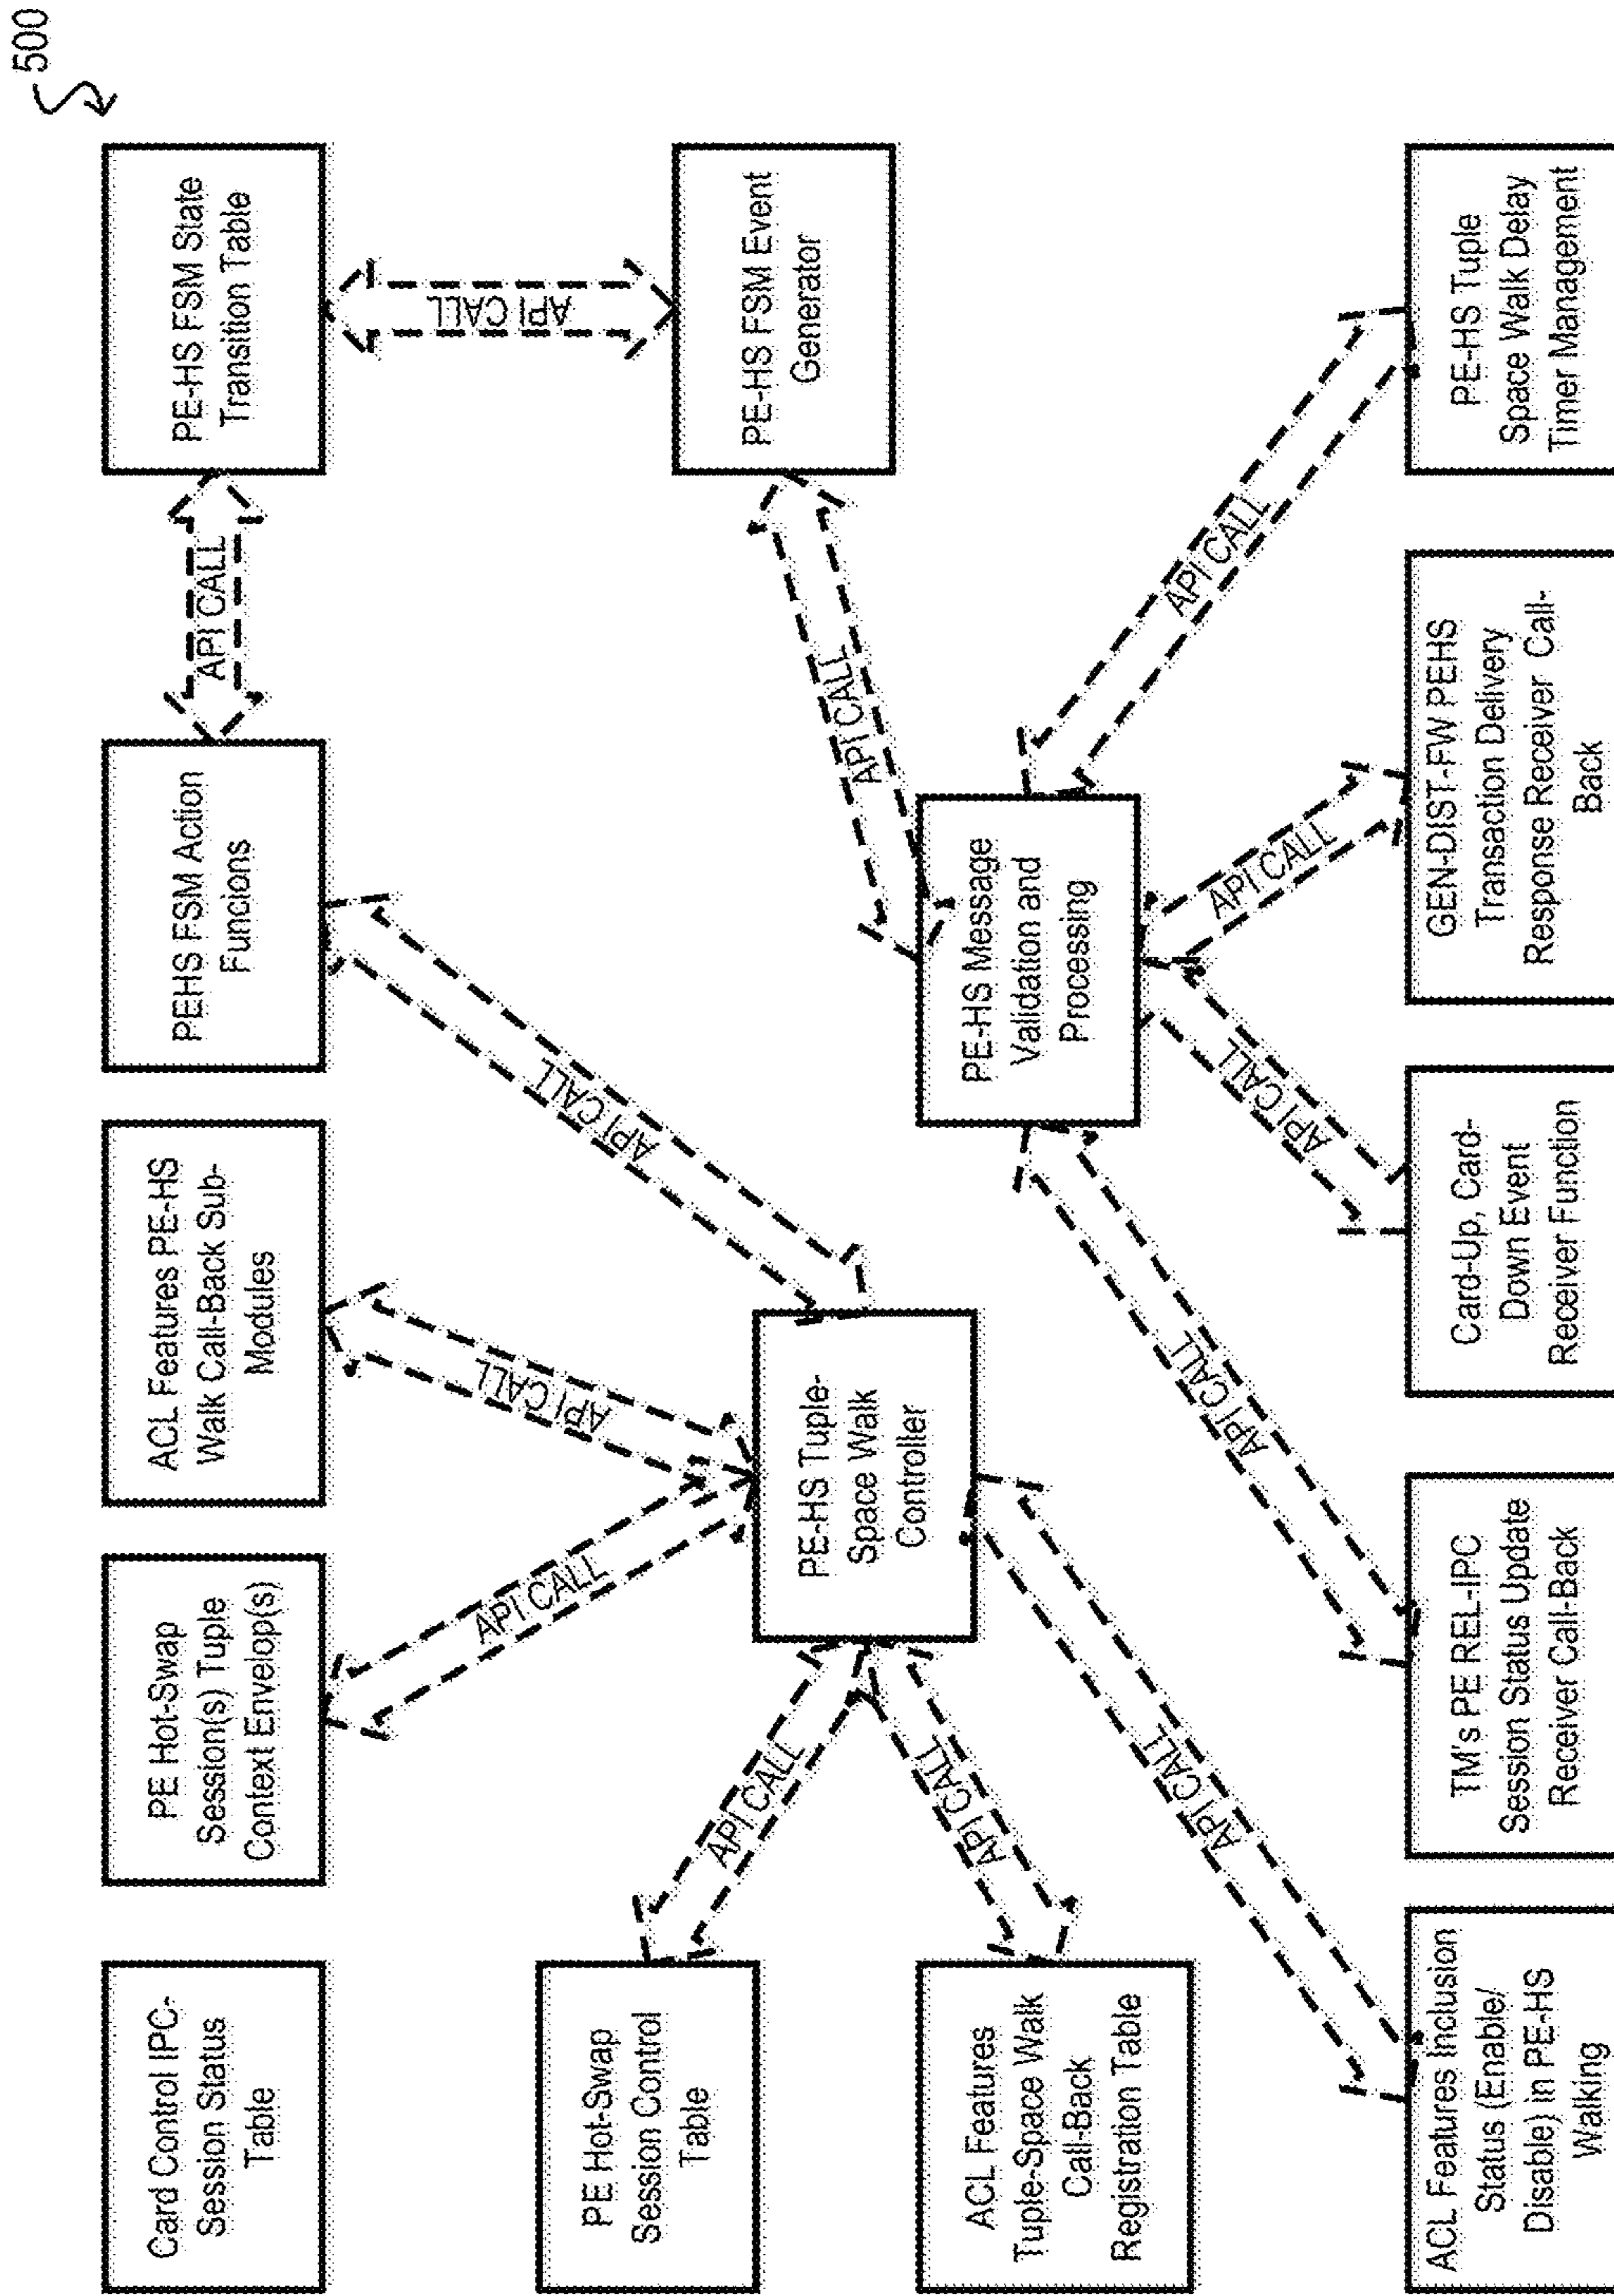 500
Card Control IPC-
Session Status
Table
PE Hot-Swap
Session(s) Tuple
Context Envelop(s)
ACL Features PE-HS
Walk Call-Back Sub-
Modules
PEHS FSM Action
Funcions
API CALL
PE-HS FSM State
Transition Table
API CALL
API CALL
API CALL
API CALL
PE Hot-Swap
Session Control
Table
API CALL
PE-HS Tuple-
Space Walk
Controller
PE-HS FSM Event
Generator
API CALL
API CALL
ACL Features
Tuple-Space Walk
Call-Back
Registration Table
PE-HS Message
Validation and
Processing
API CALL
API CALL
API CALL
API CALL
API CALL
ACL Features Inclusion
Status (Enable/
Disable) in PE-HS
Walking
TM's PE REL-IPC
Session Status Update
Receiver Call-Back
Card-Up, Card-
Down Event
Receiver Function
GEN-DIST-FW PEHS
Transaction Delivery
Response Receiver Call-
Back
PE-HS Tuple
Space Walk Delay
Timer Management